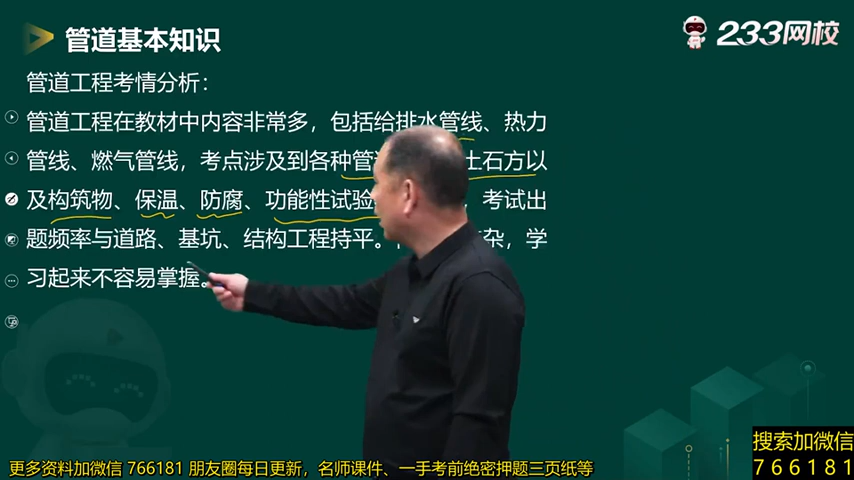 管道基本知识
233网校
管道工程考情分析：
管道工程在教材中内容非常多，包括给排水管线、热力
管线、燃气管线，考点涉及到各种管 土石方以
及构筑物、保温、防腐、功能性试验 ，考试出
题频率与道路、基坑、结构工程持平。 杂，学
习起来不容易掌握。
搜索加微信
766181
更多资料加微信 766181 朋友圈每日更新，名师课件、一手考前绝密押题三页纸等